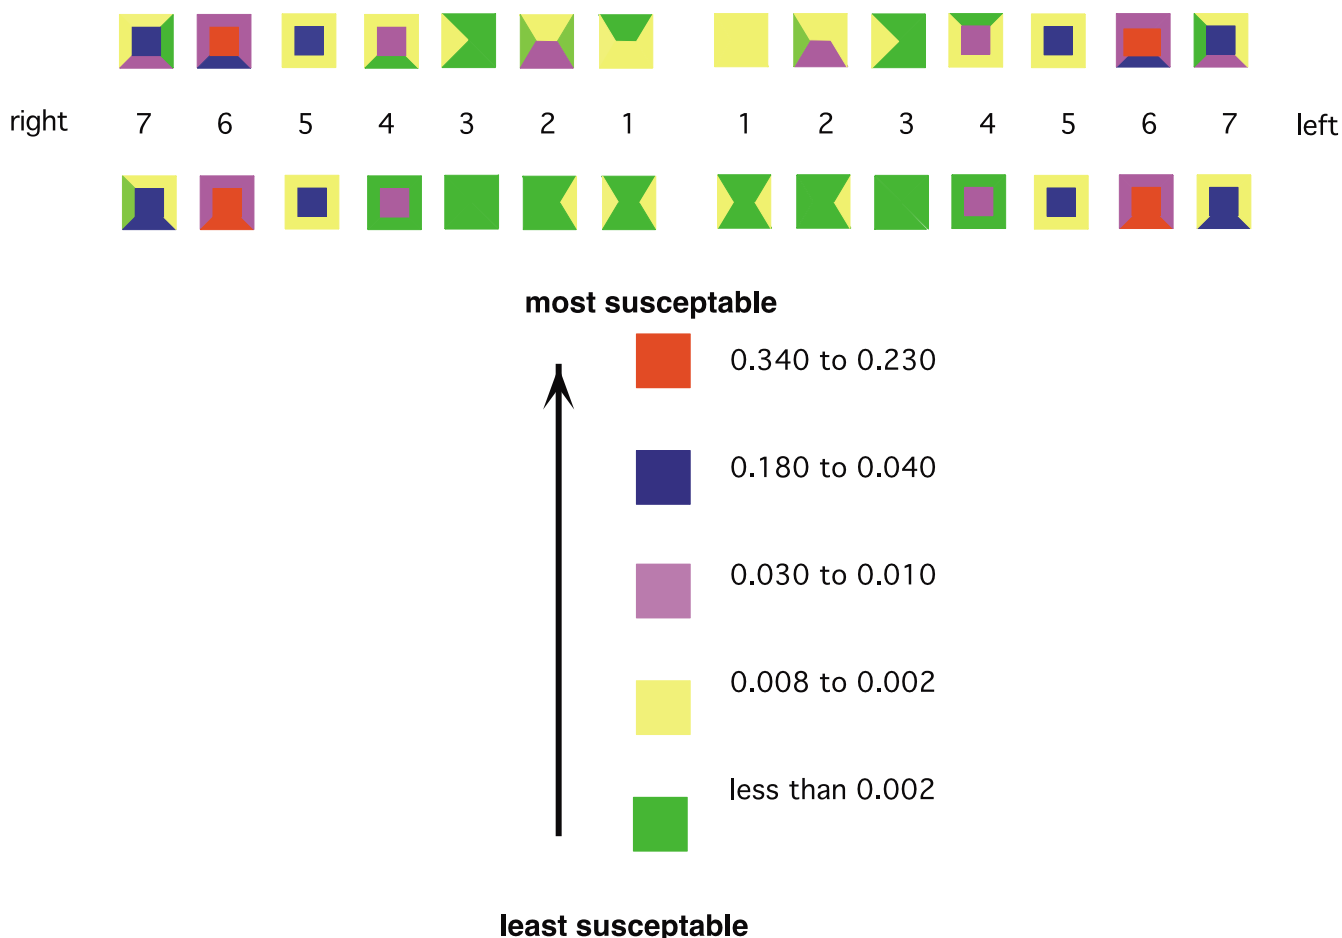 right 7 6 5 4 3 2 1 1 2 3 4 5 6 7 left
most susceptable
0.340 to 0.230
0.180 to 0.040
0.030 to 0.010
0.008 to 0.002
less than 0.002
least susceptable